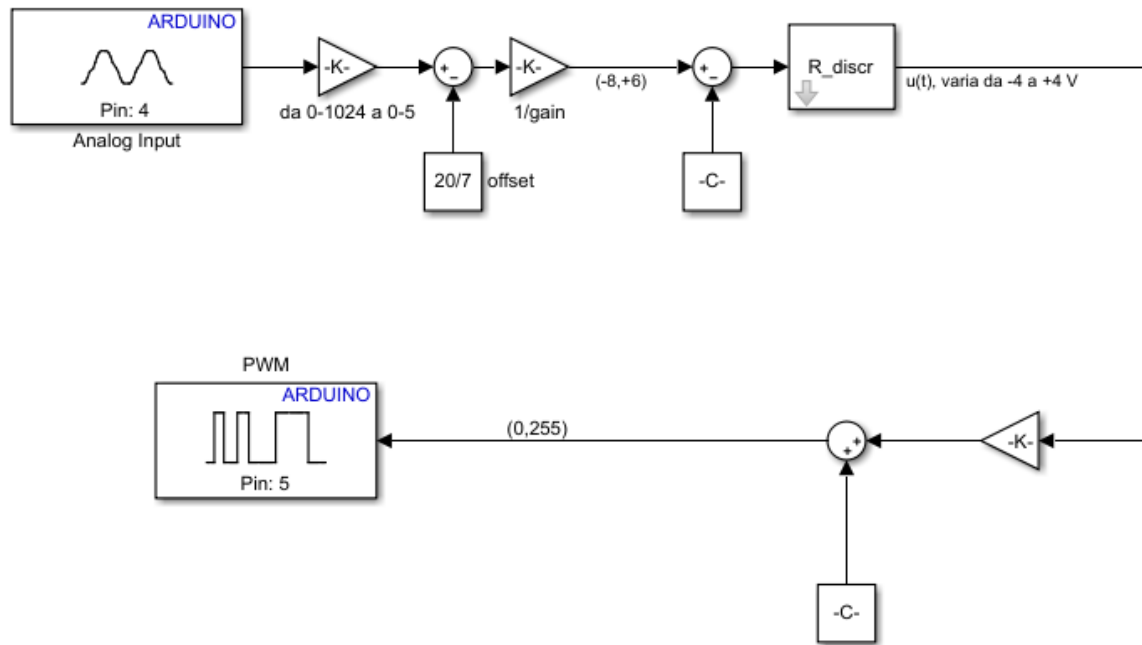 ARDUINO
Pin: 4
Analog Input
-K-
da 0-1024 a 0-5
20/7
offset
-K-
1/gain
(-8,+6)
-C-
R_discr
u(t), varia da -4 a +4 V
PWM
ARDUINO
Pin: 5
(0,255)
-K-
-C-